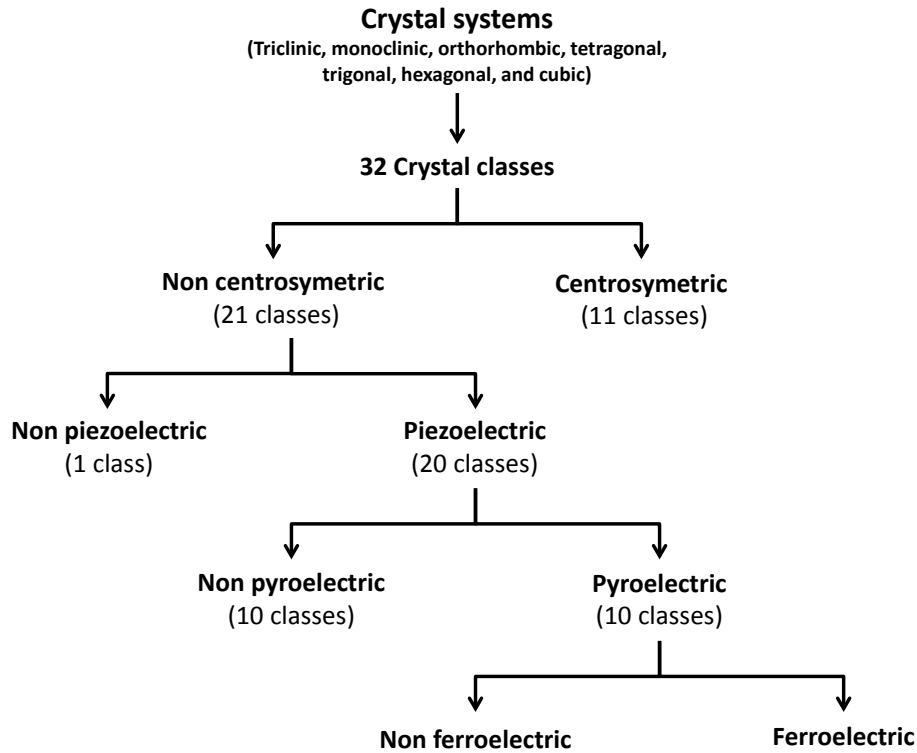 Crystal systems
(Triclinic, monoclinic, orthorhombic, tetragonal,
trigonal, hexagonal, and cubic)
32 Crystal classes
Non centrosymetric
(21 classes)
Centrosymetric
(11 classes)
Non piezoelectric
(1 class)
Piezoelectric
(20 classes)
Non pyroelectric
(10 classes)
Pyroelectric
(10 classes)
Non ferroelectric
Ferroelectric